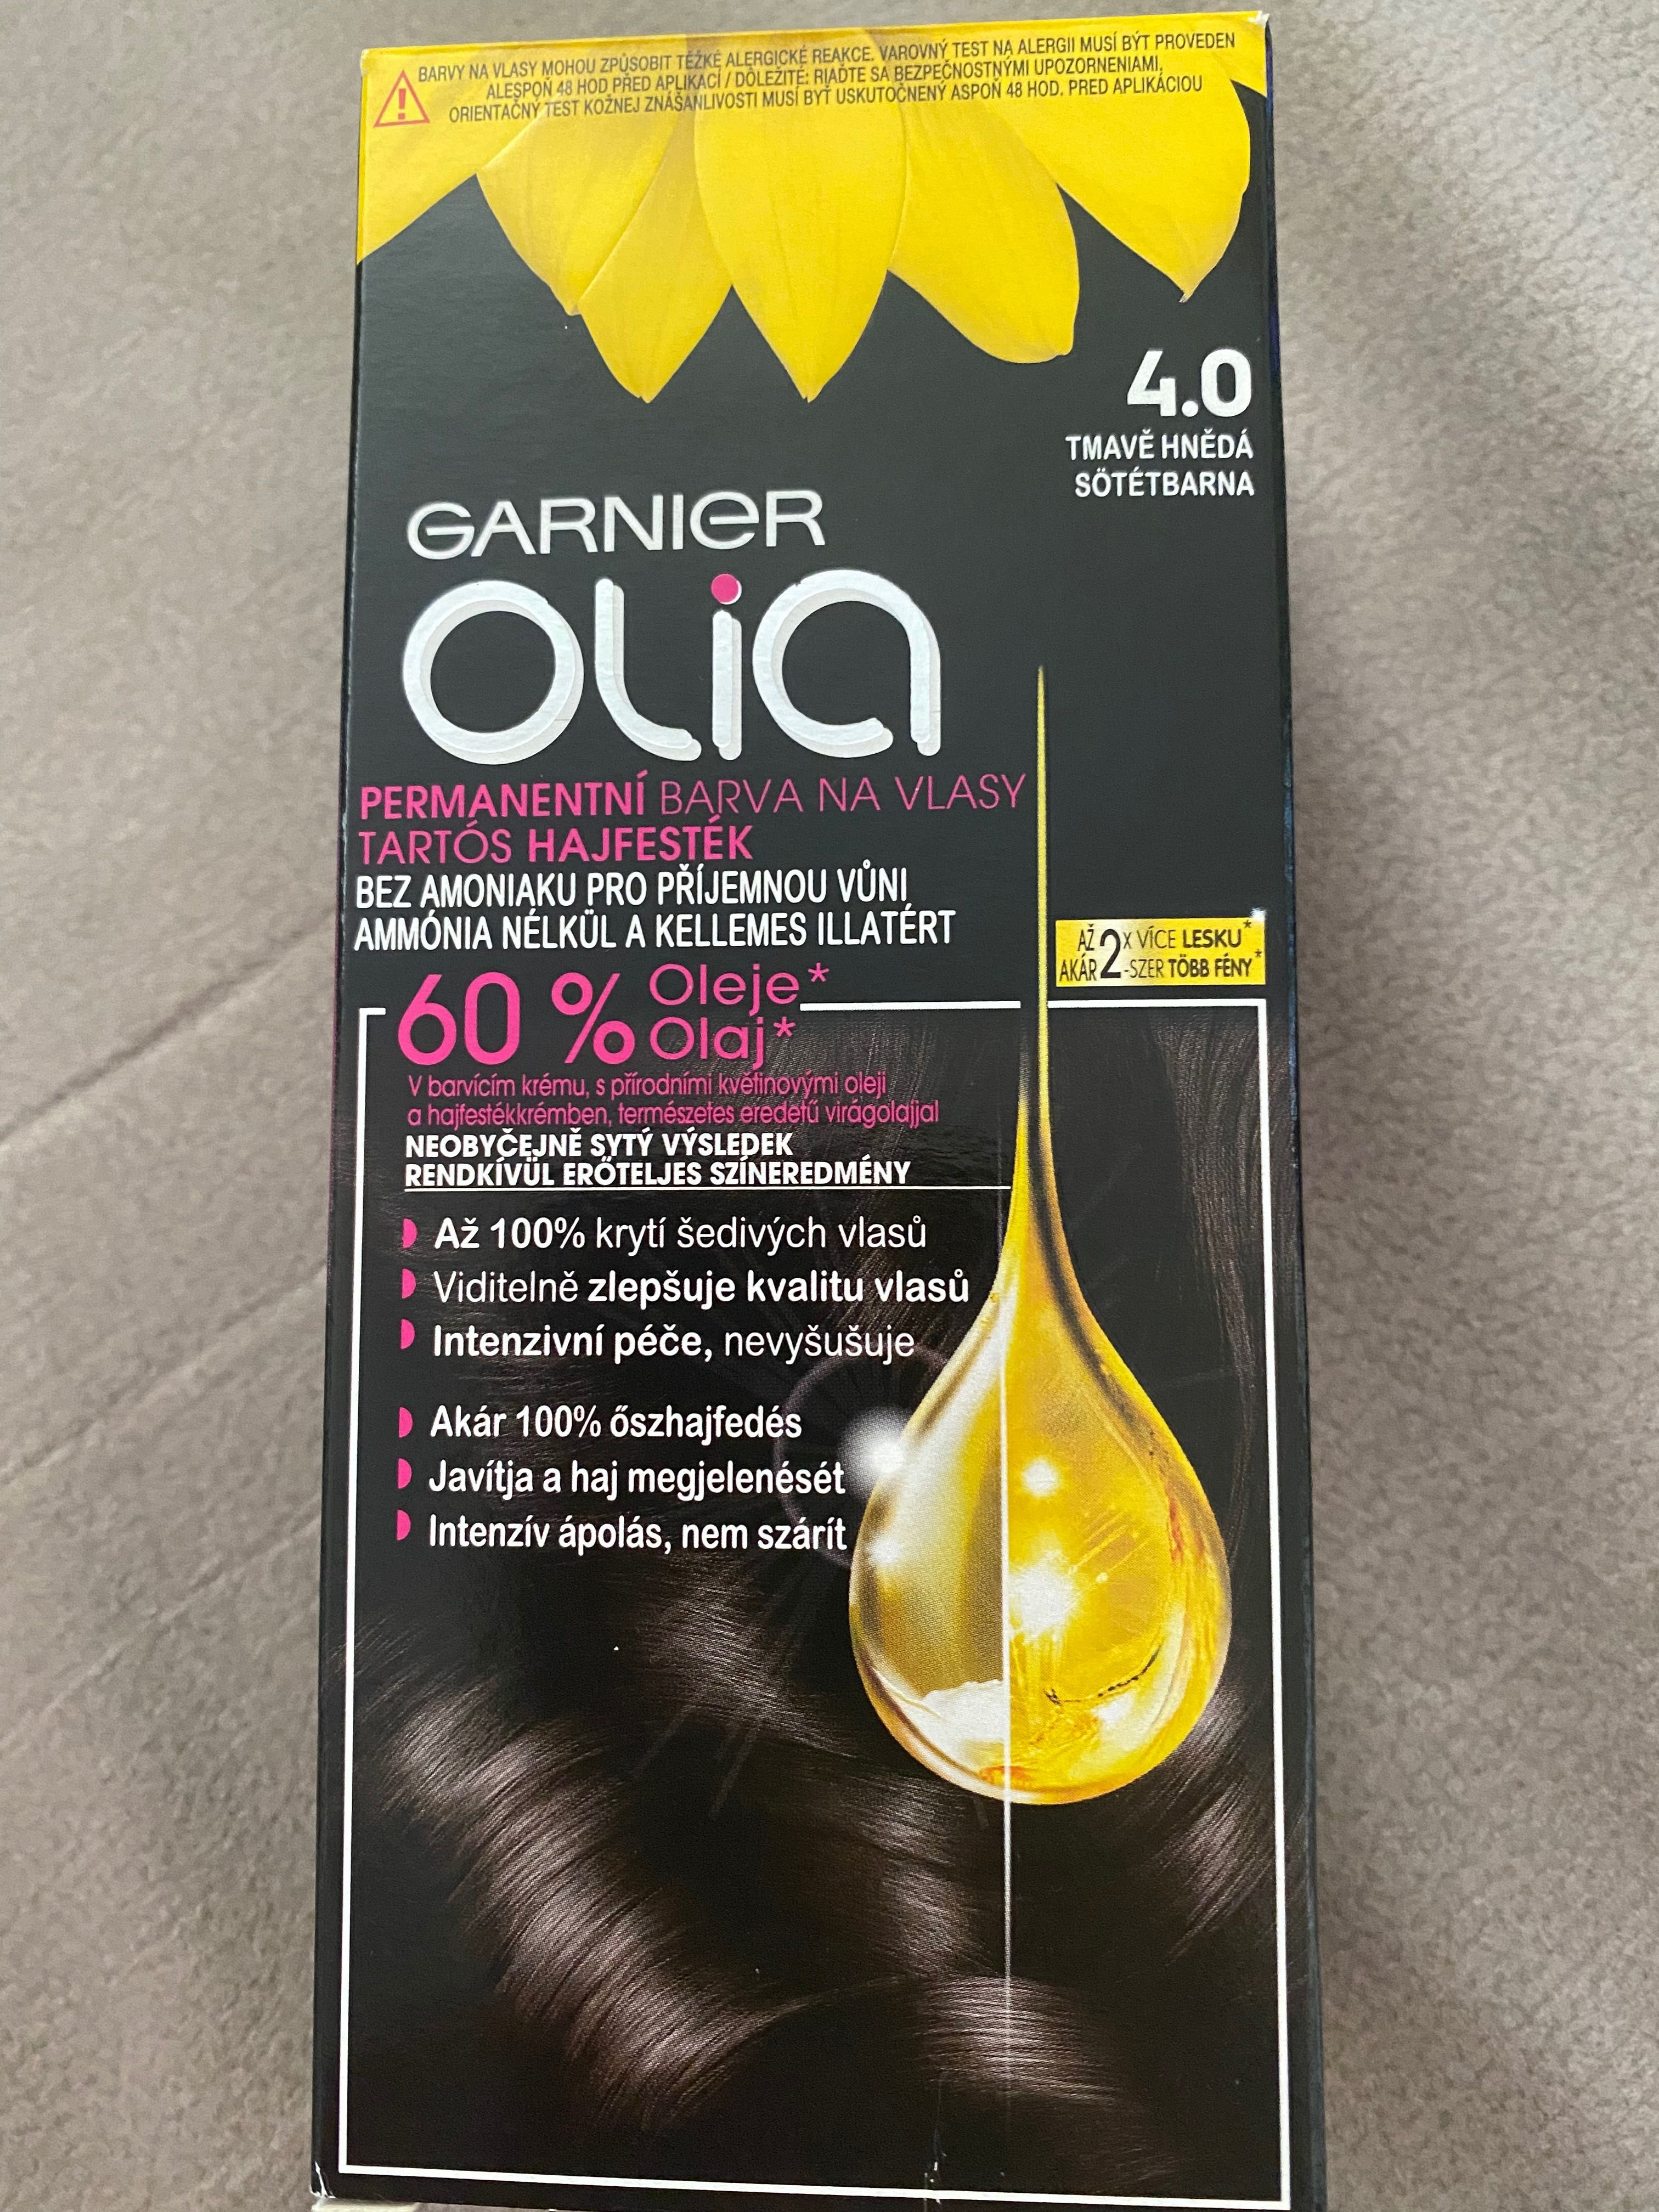 BARVY NA VLASY MOHOU ZPŮSOBIT TĚŽKÉ ALERGICKÉ REAKCE. VAROVNÝ TEST NA ALERGII MUSÍ BÝT PROVEDEN
ALESPOŇ 48 HOD PŘED APLIKACÍ / DÔLEŽITÉ: RIAĎTE SA BEZPEČNOSTNÝMI UPOZORNENIAMI,
ORIENTAČNÝ TEST KOŽNEJ ZNÁŠANLIVOSTI MUSÍ BYŤ USKUTOČNENÝ ASPOŇ 48 HOD. PRED APLIKÁCIOU
4.0
TMAVĚ HNĚDÁ
SÖTÉTBARNA
GARNIER
OLIA
PERMANENTNÍ BARVA NA VLASY
TARTÓS HAJFESTÉK
BEZ AMONIAKU PRO PŘÍJEMNOU VŮNI
AMMÓNIA NÉLKÜL A KELLEMES ILLATÉRT
AŽ 2X VÍCE LESKU*
AKÁR 2-SZER TÖBB FÉNY*
60 % Oleje*
Olaj*
V barvícím krému, s přírodními květinovými oleji
a hajfestékkrémben, természetes eredetű virágolajjal
NEOBYČEJNĚ SYTÝ VÝSLEDEK
RENDKÍVÜL ERŐTELJES SZÍNEREDMÉNY
Až 100% krytí šedivých vlasů
Viditelně zlepšuje kvalitu vlasů
Intenzivní péče, nevyšušuje
Akár 100% őszhajfedés
Javítja a haj megjelenését
Intenzív ápolás, nem szárít